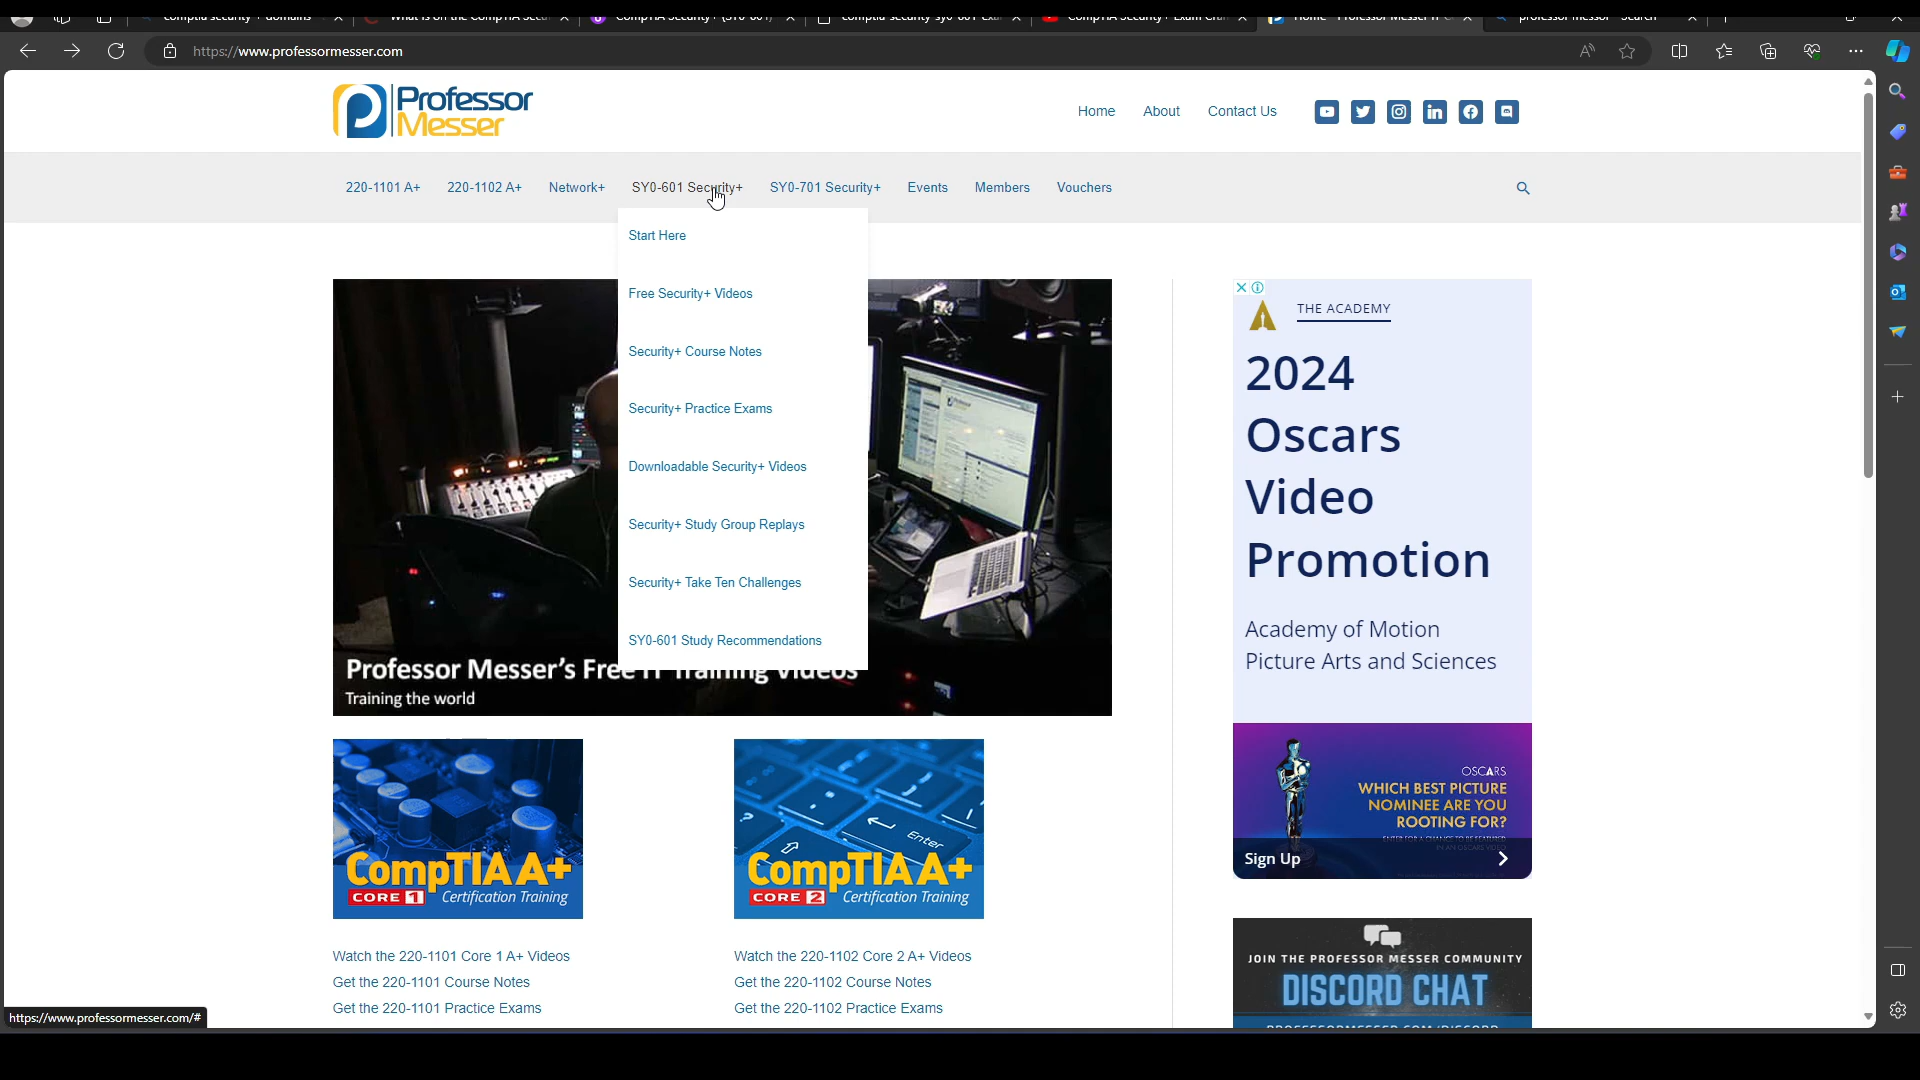 https://www.professormesser.com
Professor
Messer
Home About Contact Us
220-1101 A+ 220-1102 A+ Network+ SY0-601 Security+ SY0-701 Security+ Events Members Vouchers
Start Here
Free Security+ Videos
Security+ Course Notes
Security+ Practice Exams
Downloadable Security+ Videos
Security+ Study Group Replays
Security+ Take Ten Challenges
SY0-601 Study Recommendations
Professor Messer's Free IT Training Videos
Training the world
THE ACADEMY
2024
Oscars
Video
Promotion
Academy of Motion
Picture Arts and Sciences
OSCARS
WHICH BEST PICTURE
NOMINEE ARE YOU
ROOTING FOR?
Sign Up
CompTIA A+
CORE 1 Certification Training
CompTIA A+
CORE 2 Certification Training
Enter
Watch the 220-1101 Core 1 A+ Videos
Get the 220-1101 Course Notes
Get the 220-1101 Practice Exams
Watch the 220-1102 Core 2 A+ Videos
Get the 220-1102 Course Notes
Get the 220-1102 Practice Exams
JOIN THE PROFESSOR MESSER COMMUNITY
DISCORD CHAT
PROFESSORMESSER.COM/DISCORD
https://www.professormesser.com/#